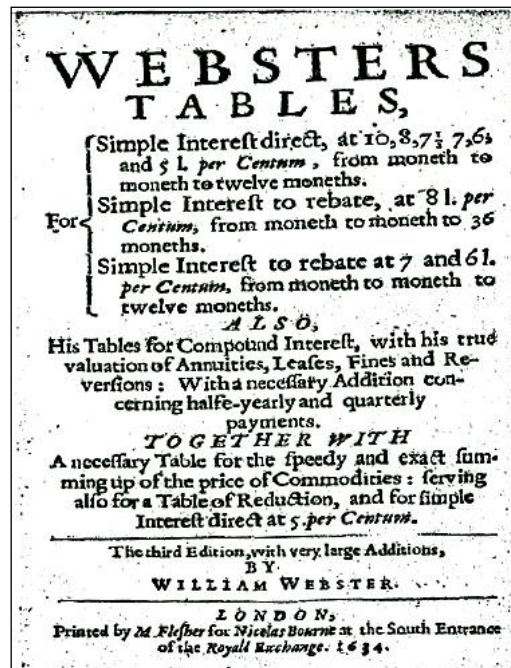 WEBSTERS
TABLES,
Simple Intereſt direct, at 10, 8, 7½ 7, 6,
and 5 l. per Centum, from moneth to
moneth to twelve moneths.
For Simple Intereſt to rebate, at 8 l. per
Centum, from moneth to moneth to 36
moneths.
Simple Intereſt to rebate at 7 and 6 l.
per Centum, from moneth to moneth to
twelve moneths.
ALSO,
His Tables for Compound Intereſt, with his true
valuation of Annuities, Leaſes, Fines and Re-
verſions: With a neceſſary Addition con-
cerning halfe-yearly and quarterly
payments.
TOGETHER WITH
A neceſſary Table for the ſpeedy and exact ſum-
ming up of the price of Commodities: ſerving
alſo for a Table of Reduction, and for ſimple
Intereſt direct at 5. per Centum.
The third Edition, with very large Additions,
BY
WILLIAM WEBSTER.
LONDON,
Printed by M. Fleſher for Nicolas Bourne at the South Entrance
of the Royall Exchange. 1634.